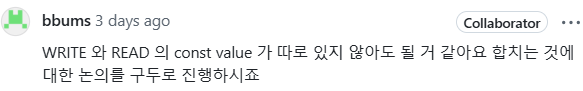 bbums 3 days ago
Collaborator
WRITE 와 READ 의 const value 가 따로 있지 않아도 될 거 같아요 합치는 것에
대한 논의를 구두로 진행하시죠